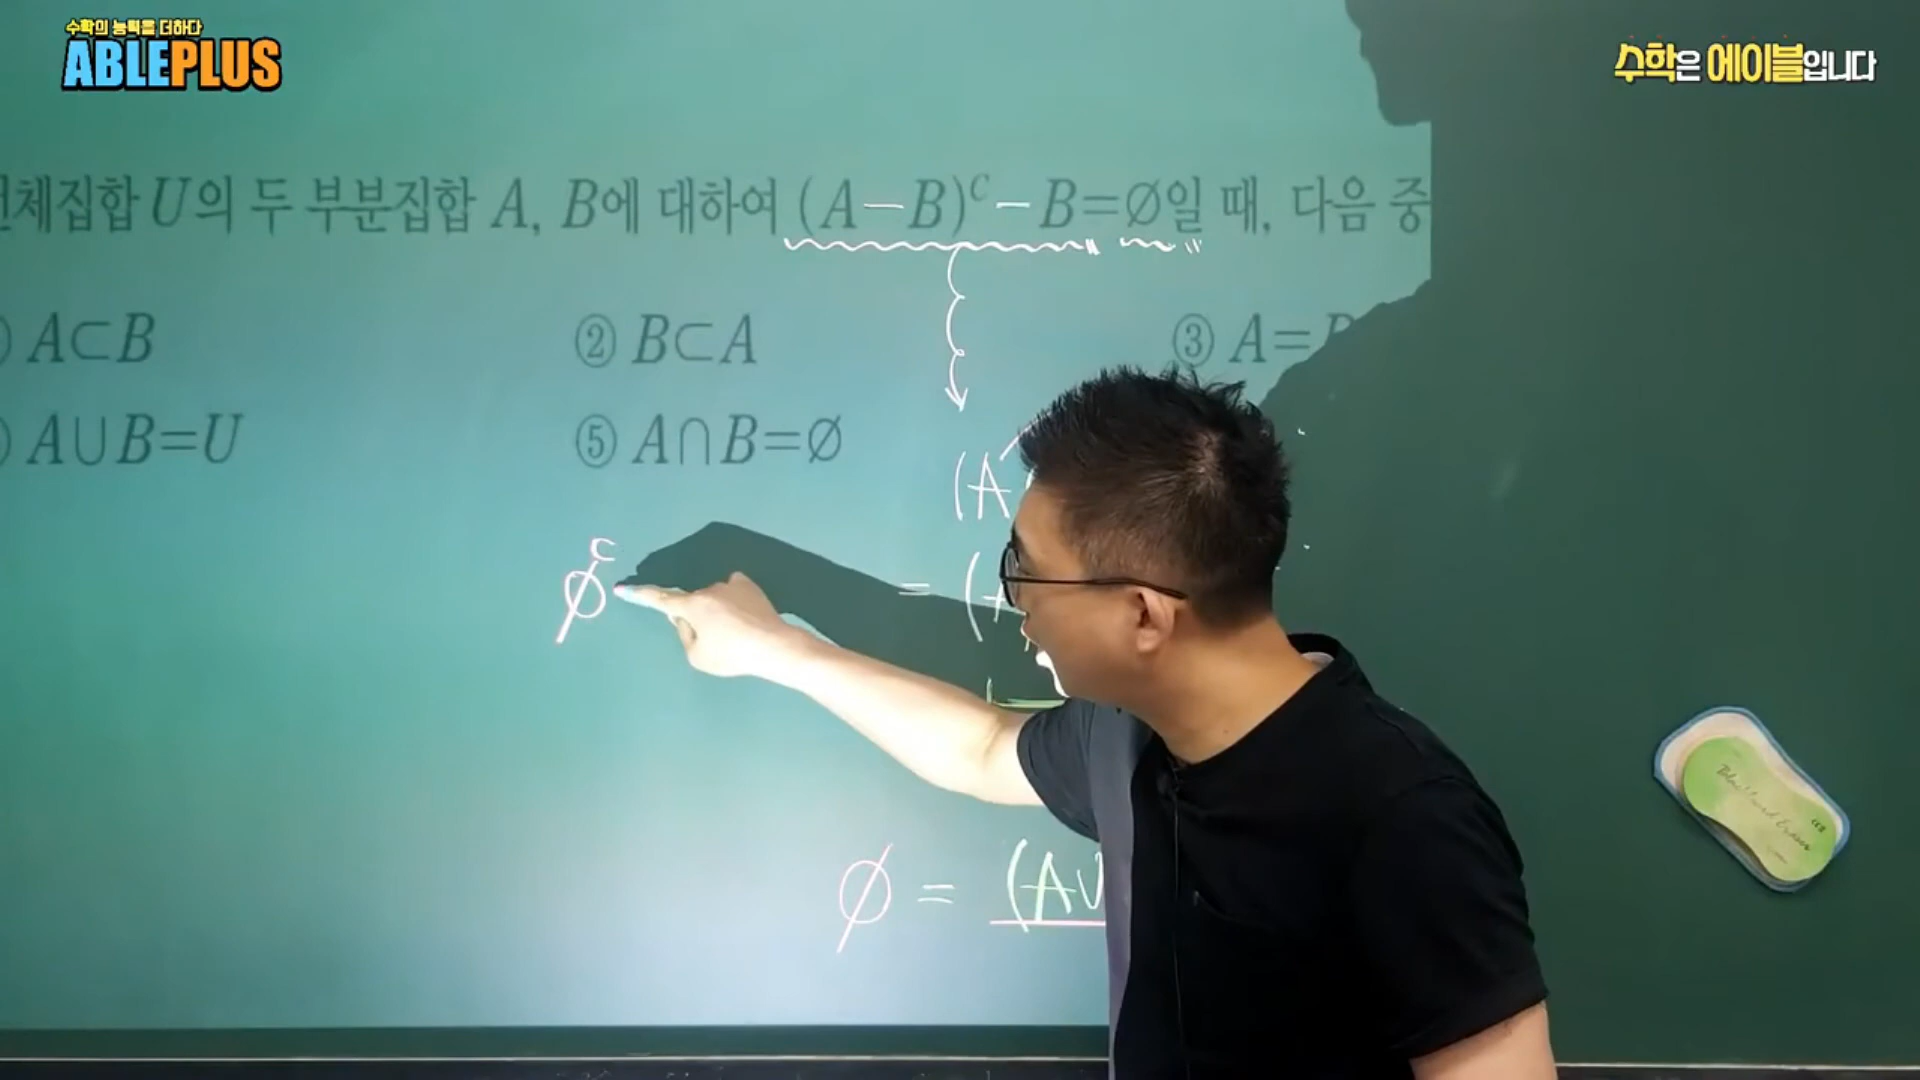 수학의 능력을 더하다
ABLEPLUS
수학은 에이블입니다
전체집합 U의 두 부분집합 A, B에 대하여 (A-B)^C-B=∅일 때, 다음 중
A⊂B
② B⊂A
③ A=
A∪B=U
⑤ A∩B=∅
(A
∅^C
= (A
∅ = (A∪